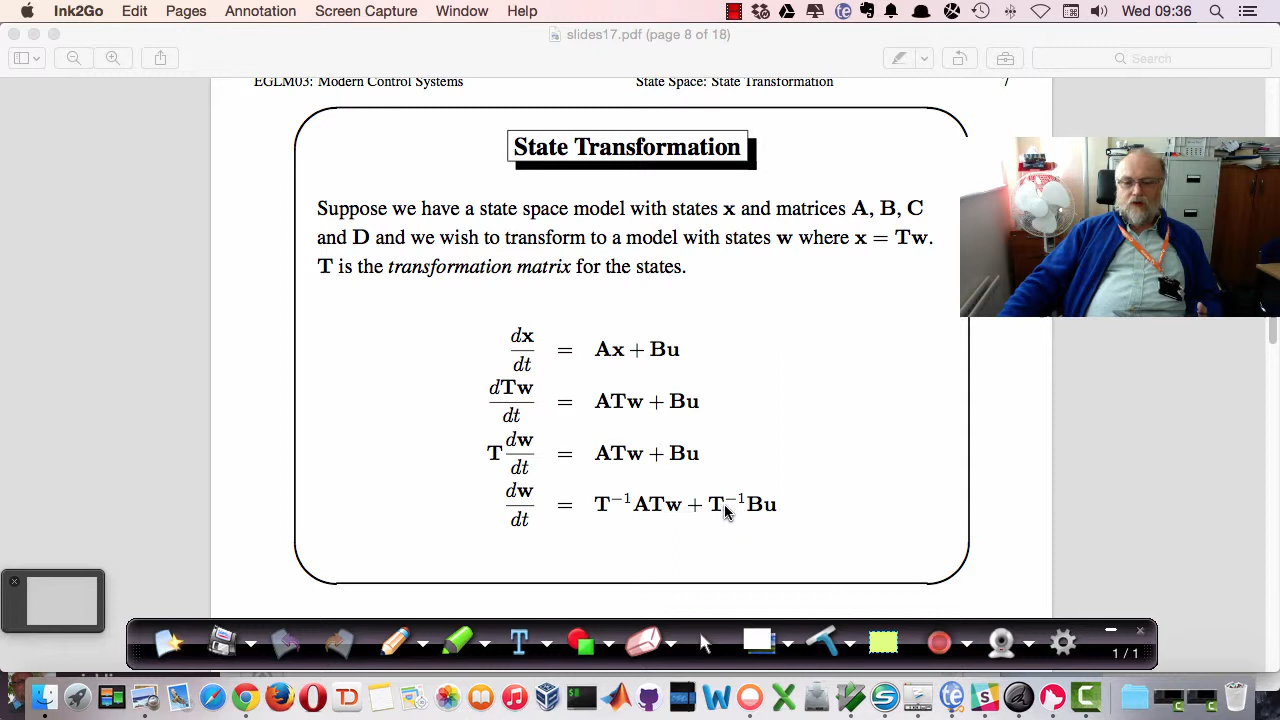 Ink2Go Edit Pages Annotation Screen Capture Window Help Wed 09:36
slides17.pdf (page 8 of 18)
Search
EGLM03: Modern Control Systems State Space: State Transformation 7
State Transformation
Suppose we have a state space model with states x and matrices A, B, C
and D and we wish to transform to a model with states w where x = Tw.
T is the transformation matrix for the states.
dx/dt = Ax + Bu
dTw/dt = ATw + Bu
T dw/dt = ATw + Bu
dw/dt = T⁻¹ATw + T⁻¹Bu
1 / 1